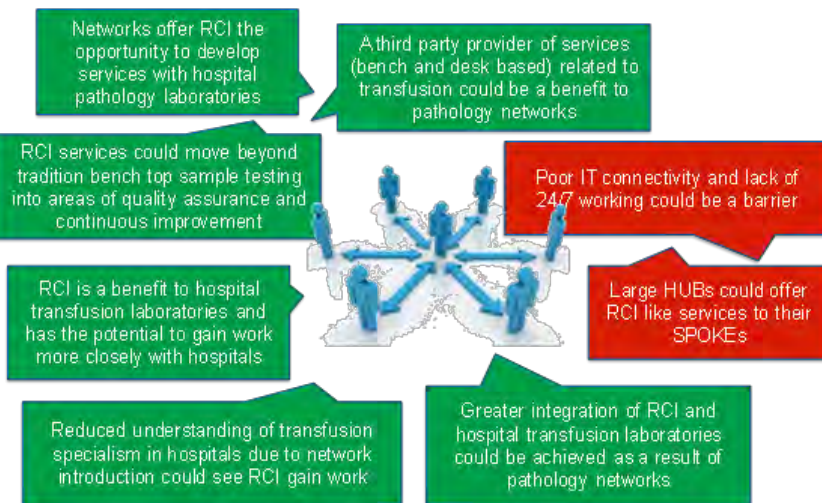 Networks offer RCI the
opportunity to develop
services with hospital
pathology laboratories
A third party provider of services
(bench and desk based) related to
transfusion could be a benefit to
pathology networks
RCI services could move beyond
tradition bench top sample testing
into areas of quality assurance and
continuous improvement
Poor IT connectivity and lack of
24/7 working could be a barrier
RCI is a benefit to hospital
transfusion laboratories and
has the potential to gain work
more closely with hospitals
Large HUBs could offer
RCI like services to their
SPOKEs
Reduced understanding of transfusion
specialism in hospitals due to network
introduction could see RCI gain work
Greater integration of RCI and
hospital transfusion laboratories
could be achieved as a result of
pathology networks